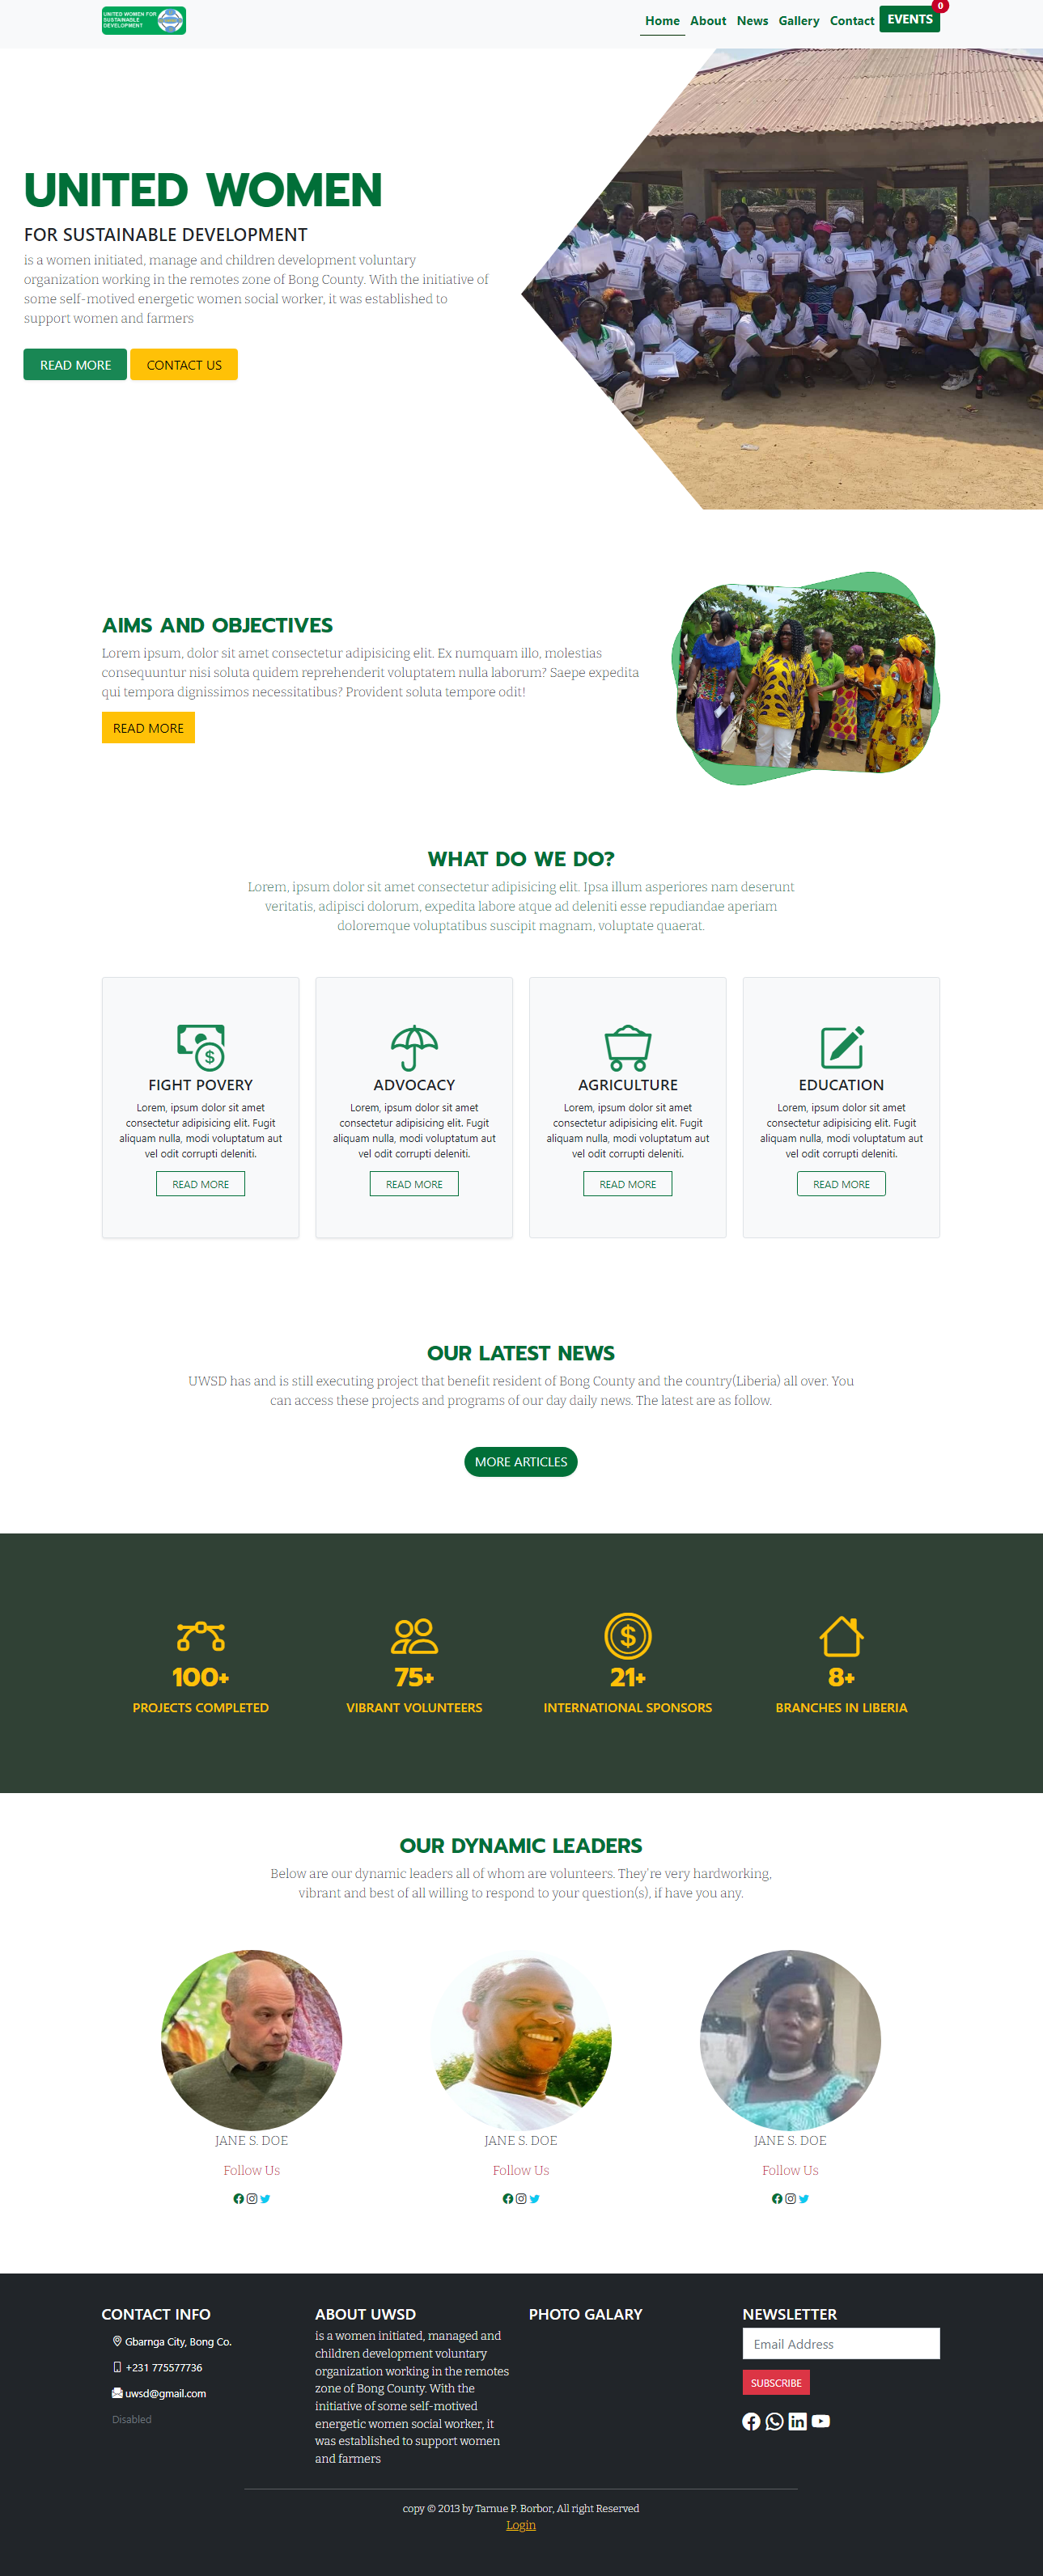 UNITED WOMEN FOR
SUSTAINABLE
DEVELOPMENT
Home About News Gallery Contact EVENTS 0
UNITED WOMEN
FOR SUSTAINABLE DEVELOPMENT
is a women initiated, manage and children development voluntary
organization working in the remotes zone of Bong County. With the initiative of
some self-motived energetic women social worker, it was established to
support women and farmers
READ MORE CONTACT US
AIMS AND OBJECTIVES
Lorem ipsum, dolor sit amet consectetur adipisicing elit. Ex numquam illo, molestias
consequuntur nisi soluta quidem reprehenderit voluptatem nulla laborum? Saepe expedita
qui tempora dignissimos necessitatibus? Provident soluta tempore odit!
READ MORE
WHAT DO WE DO?
Lorem, ipsum dolor sit amet consectetur adipisicing elit. Ipsa illum asperiores nam deserunt
veritatis, adipisci dolorum, expedita labore atque ad deleniti esse repudiandae aperiam
doloremque voluptatibus suscipit magnam, voluptate quaerat.
FIGHT POVERY
Lorem, ipsum dolor sit amet
consectetur adipisicing elit. Fugit
aliquam nulla, modi voluptatum aut
vel odit corrupti deleniti.
READ MORE
ADVOCACY
Lorem, ipsum dolor sit amet
consectetur adipisicing elit. Fugit
aliquam nulla, modi voluptatum aut
vel odit corrupti deleniti.
READ MORE
AGRICULTURE
Lorem, ipsum dolor sit amet
consectetur adipisicing elit. Fugit
aliquam nulla, modi voluptatum aut
vel odit corrupti deleniti.
READ MORE
EDUCATION
Lorem, ipsum dolor sit amet
consectetur adipisicing elit. Fugit
aliquam nulla, modi voluptatum aut
vel odit corrupti deleniti.
READ MORE
OUR LATEST NEWS
UWSD has and is still executing project that benefit resident of Bong County and the country(Liberia) all over. You
can access these projects and programs of our day daily news. The latest are as follow.
MORE ARTICLES
100+
PROJECTS COMPLETED
75+
VIBRANT VOLUNTEERS
21+
INTERNATIONAL SPONSORS
8+
BRANCHES IN LIBERIA
OUR DYNAMIC LEADERS
Below are our dynamic leaders all of whom are volunteers. They're very hardworking,
vibrant and best of all willing to respond to your question(s), if have you any.
JANE S. DOE
Follow Us
JANE S. DOE
Follow Us
JANE S. DOE
Follow Us
CONTACT INFO
Gbarnga City, Bong Co.
+231 775577736
uwsd@gmail.com
Disabled
ABOUT UWSD
is a women initiated, managed and
children development voluntary
organization working in the remotes
zone of Bong County. With the
initiative of some self-motived
energetic women social worker, it
was established to support women
and farmers
PHOTO GALARY
NEWSLETTER
Email Address
SUBSCRIBE
copy © 2013 by Tarnue P. Borbor, All right Reserved
Login